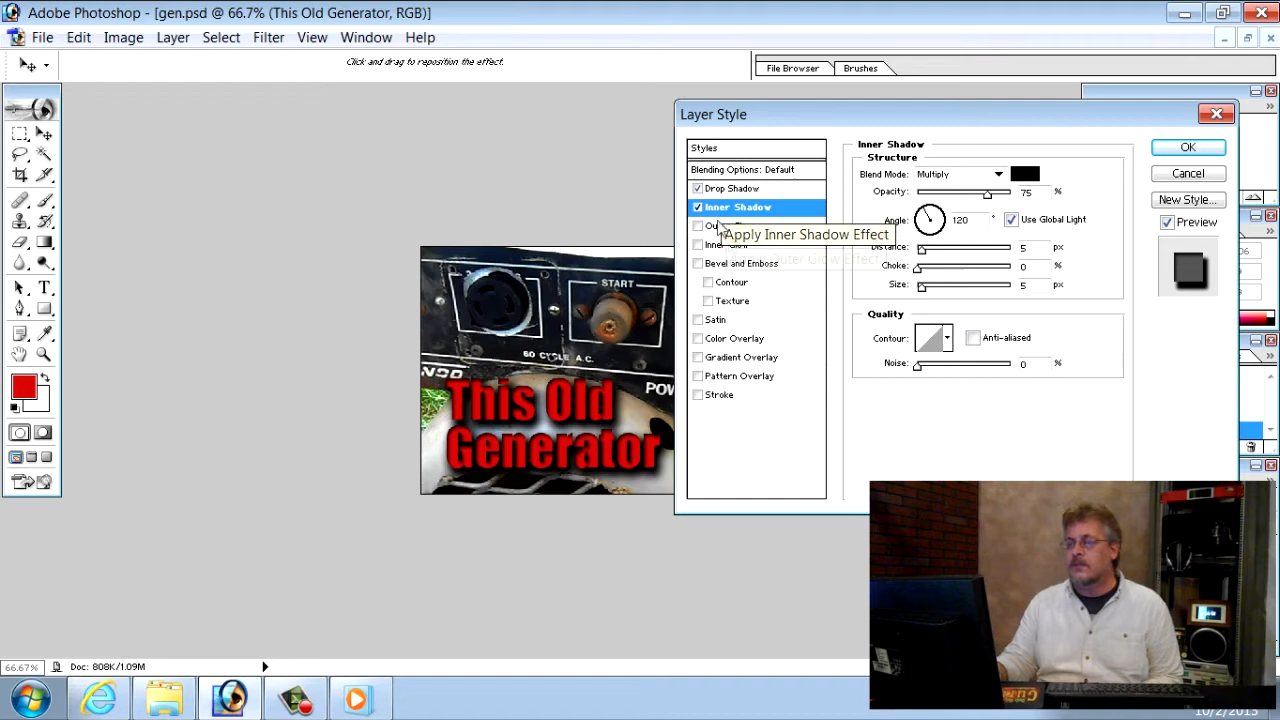 Adobe Photoshop - [gen.psd @ 66.7% (This Old Generator, RGB)]
File Edit Image Layer Select Filter View Window Help
Click and drag to reposition the effect.
File Browser Brushes
Layer Style
Styles
Blending Options: Default
Drop Shadow
Inner Shadow
Apply Inner Shadow Effect
Bevel and Emboss
Contour
Texture
Satin
Color Overlay
Gradient Overlay
Pattern Overlay
Stroke
Inner Shadow
Structure
Blend Mode: Multiply
Opacity: 75 %
Angle: 120 ° Use Global Light
Distance: 5 px
Choke: 0 %
Size: 5 px
Quality
Contour: Anti-aliased
Noise: 0 %
OK
Cancel
New Style...
Preview
START
60 CYCLE A.C.
This Old
Generator
66.67% Doc: 808K/1.09M
10/2/2013